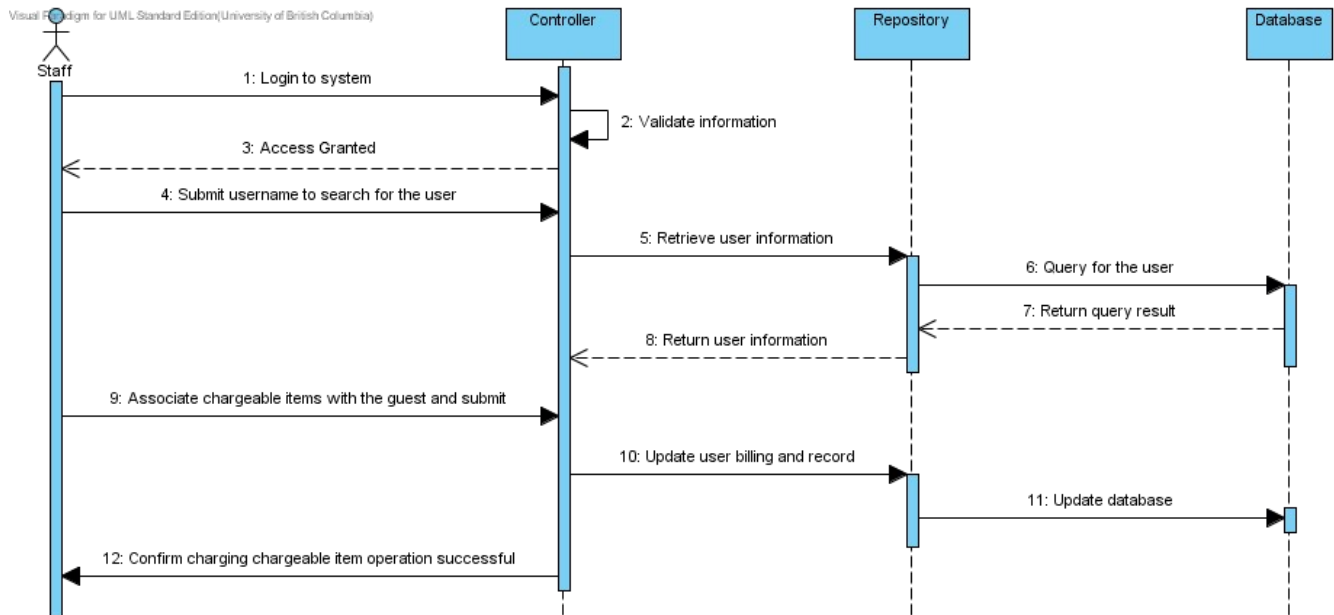 Visual Paradigm for UML Standard Edition(University of British Columbia)
Controller
Repository
Database
Staff
1: Login to system
2: Validate information
3: Access Granted
4: Submit username to search for the user
5: Retrieve user information
6: Query for the user
7: Return query result
8: Return user information
9: Associate chargeable items with the guest and submit
10: Update user billing and record
11: Update database
12: Confirm charging chargeable item operation successful